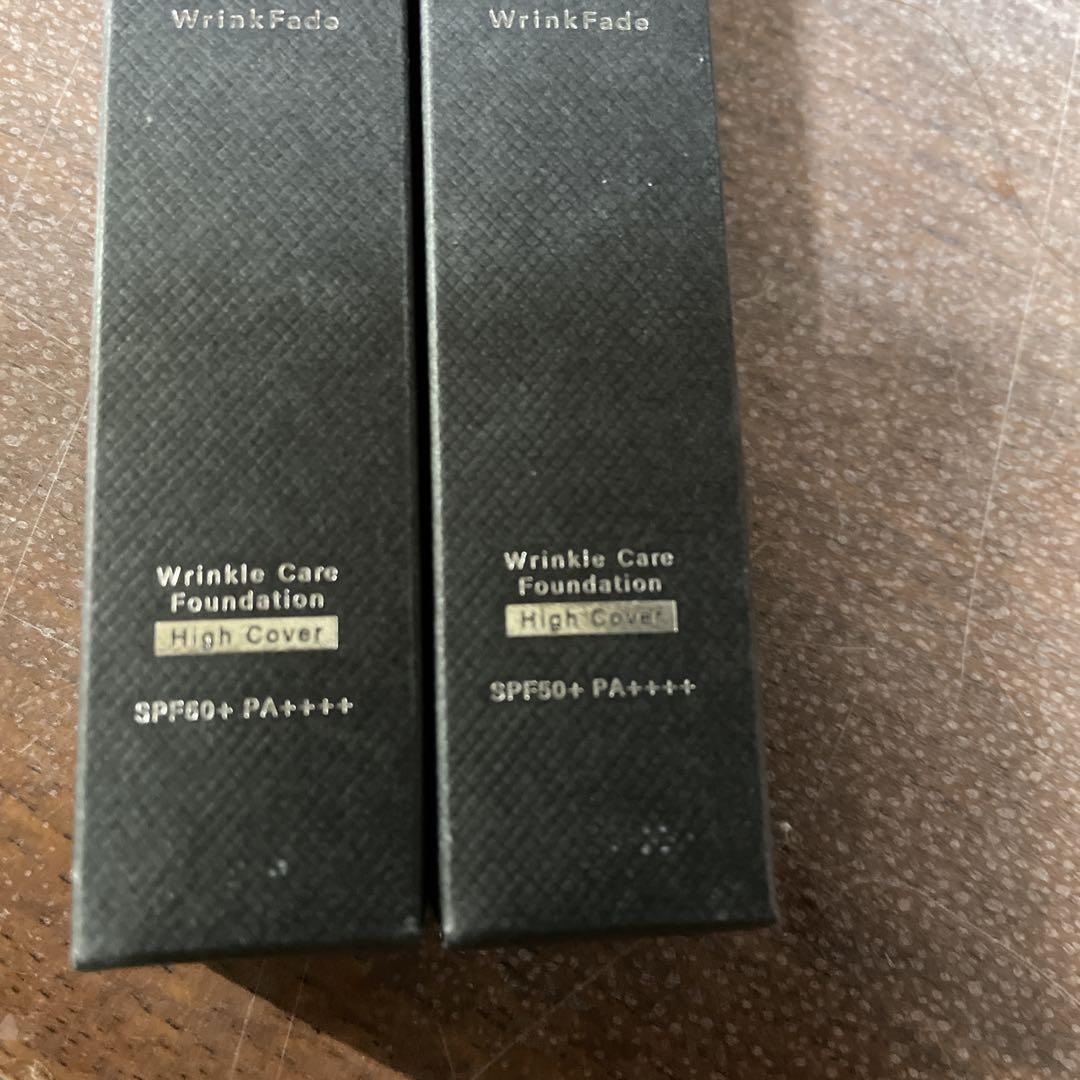 WrinkFade
Wrinkle Care
Foundation
High Cover
SPF50+ PA++++
WrinkFade
Wrinkle Care
Foundation
High Cover
SPF50+ PA++++